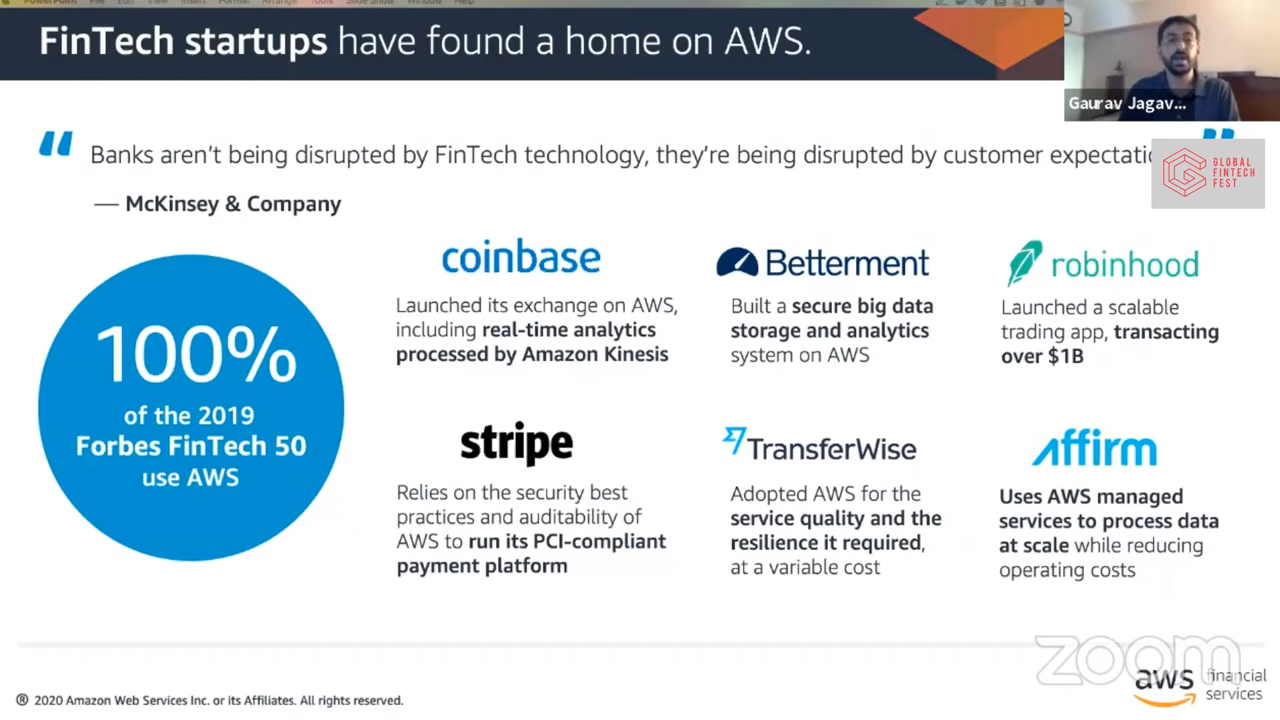 FinTech startups have found a home on AWS.
Gaurav Jagav...
“ Banks aren’t being disrupted by FinTech technology, they’re being disrupted by customer ”
GLOBAL
FINTECH
FEST
— McKinsey & Company
100%
of the 2019
Forbes FinTech 50
use AWS
coinbase
Launched its exchange on AWS,
including real-time analytics
processed by Amazon Kinesis
Betterment
Built a secure big data
storage and analytics
system on AWS
robinhood
Launched a scalable
trading app, transacting
over $1B
stripe
Relies on the security best
practices and auditability of
AWS to run its PCI-compliant
payment platform
TransferWise
Adopted AWS for the
service quality and the
resilience it required,
at a variable cost
affirm
Uses AWS managed
services to process data
at scale while reducing
operating costs
zoom
aws financial
services
® 2020 Amazon Web Services Inc. or its Affiliates. All rights reserved.